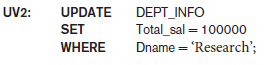 UV2: UPDATE DEPT_INFO
SET Total_sal = 100000
WHERE Dname = ‘Research’;